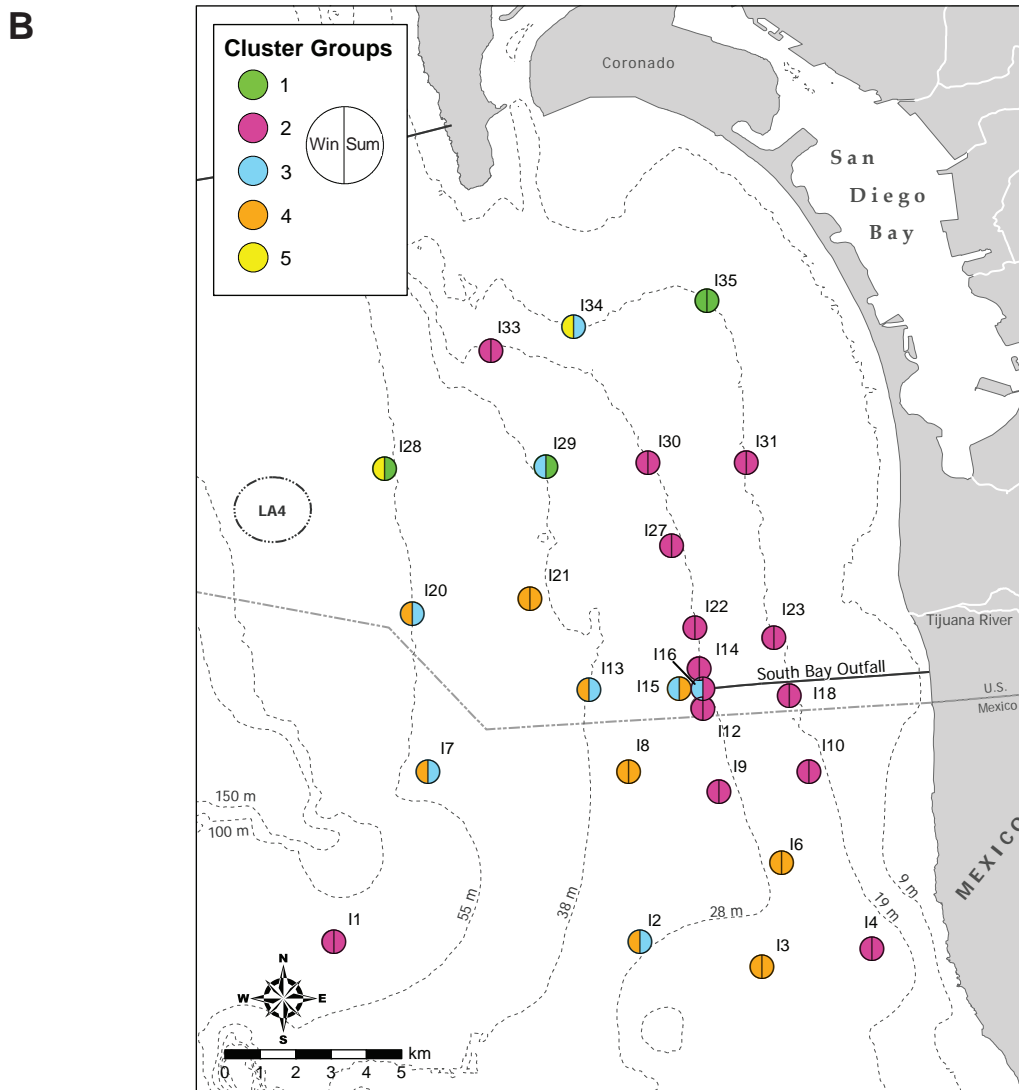 B
Cluster Groups
1
2
3
4
5
Win Sum
Coronado
San
Diego
Bay
I35
I34
I33
I28
I29
I30
I31
LA4
I27
I21
I20
I22
I23
I14
I16
I13
I15
South Bay Outfall
I18
I12
Tijuana River
U.S.
Mexico
I7
I8
I9
I10
150 m
100 m
I6
MEXICO
55 m
38 m
28 m
19 m
9 m
I1
I2
I3
I4
N
W E
S
km
0 1 2 3 4 5